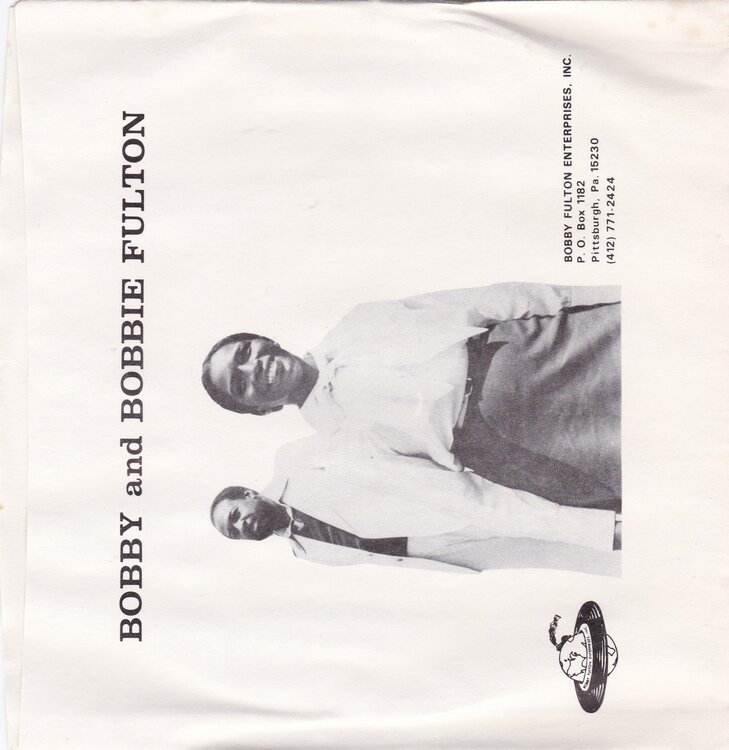 BOBBY and BOBBIE FULTON
BOBBY FULTON ENTERPRISES, INC.
P. O. Box 1182
Pittsburgh, Pa. 15230
(412) 771-2424